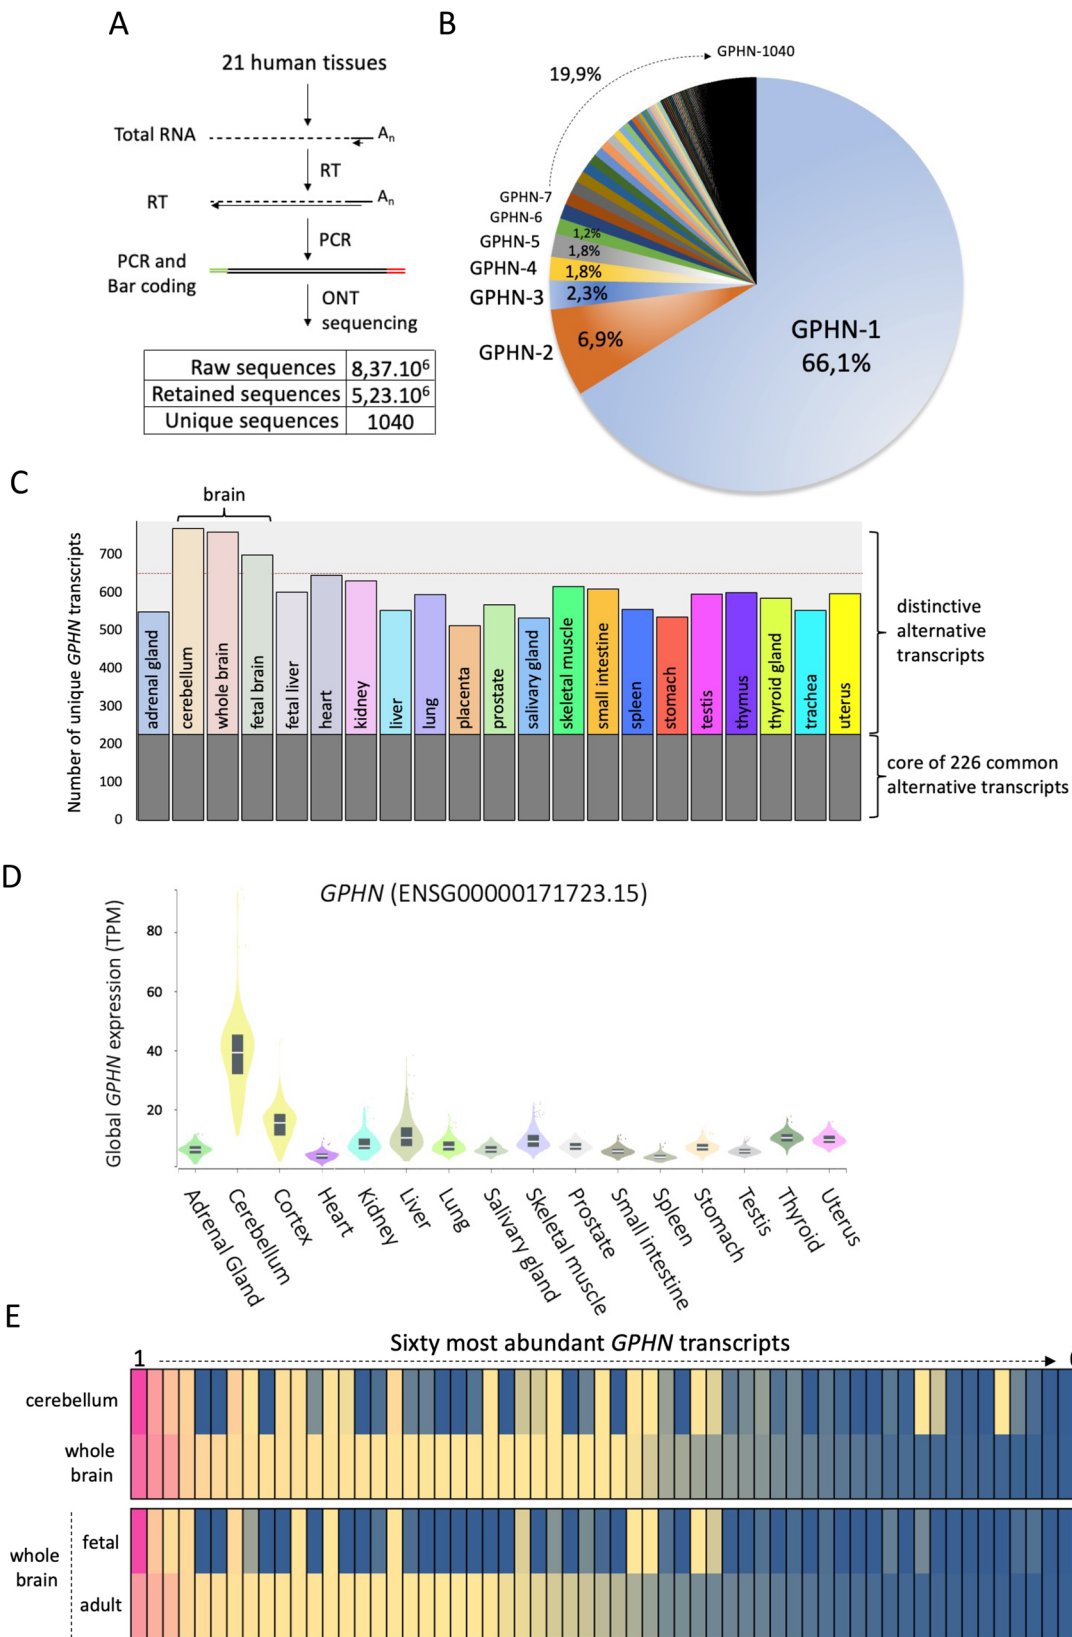 A
21 human tissues
Total RNA
An
RT
RT
An
PCR
PCR and
Bar coding
ONT
sequencing
Raw sequences 8,37.10⁶
Retained sequences 5,23.10⁶
Unique sequences 1040
B
GPHN-1040
19,9%
GPHN-7
GPHN-6
GPHN-5
GPHN-4
GPHN-3
GPHN-2
1,2%
1,8%
1,8%
2,3%
6,9%
GPHN-1
66,1%
C
brain
Number of unique GPHN transcripts
700
600
500
400
300
200
100
0
adrenal gland
cerebellum
whole brain
fetal brain
fetal liver
heart
kidney
liver
lung
placenta
prostate
salivary gland
skeletal muscle
small intestine
spleen
stomach
testis
thymus
thyroid gland
trachea
uterus
distinctive
alternative
transcripts
core of 226 common
alternative transcripts
D
GPHN (ENSG00000171723.15)
Global GPHN expression (TPM)
80
60
40
20
Adrenal Gland
Cerebellum
Cortex
Heart
Kidney
Liver
Lung
Salivary gland
Skeletal muscle
Prostate
Small intestine
Spleen
Stomach
Testis
Thyroid
Uterus
E
Sixty most abundant GPHN transcripts
1
cerebellum
whole
brain
whole
brain
fetal
adult